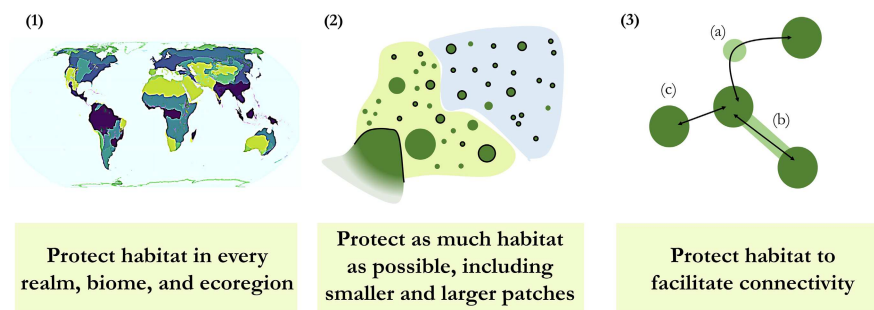 (1)
(2)
(3)
(a)
(c)
(b)
Protect habitat in every
realm, biome, and ecoregion
Protect as much habitat
as possible, including
smaller and larger patches
Protect habitat to
facilitate connectivity